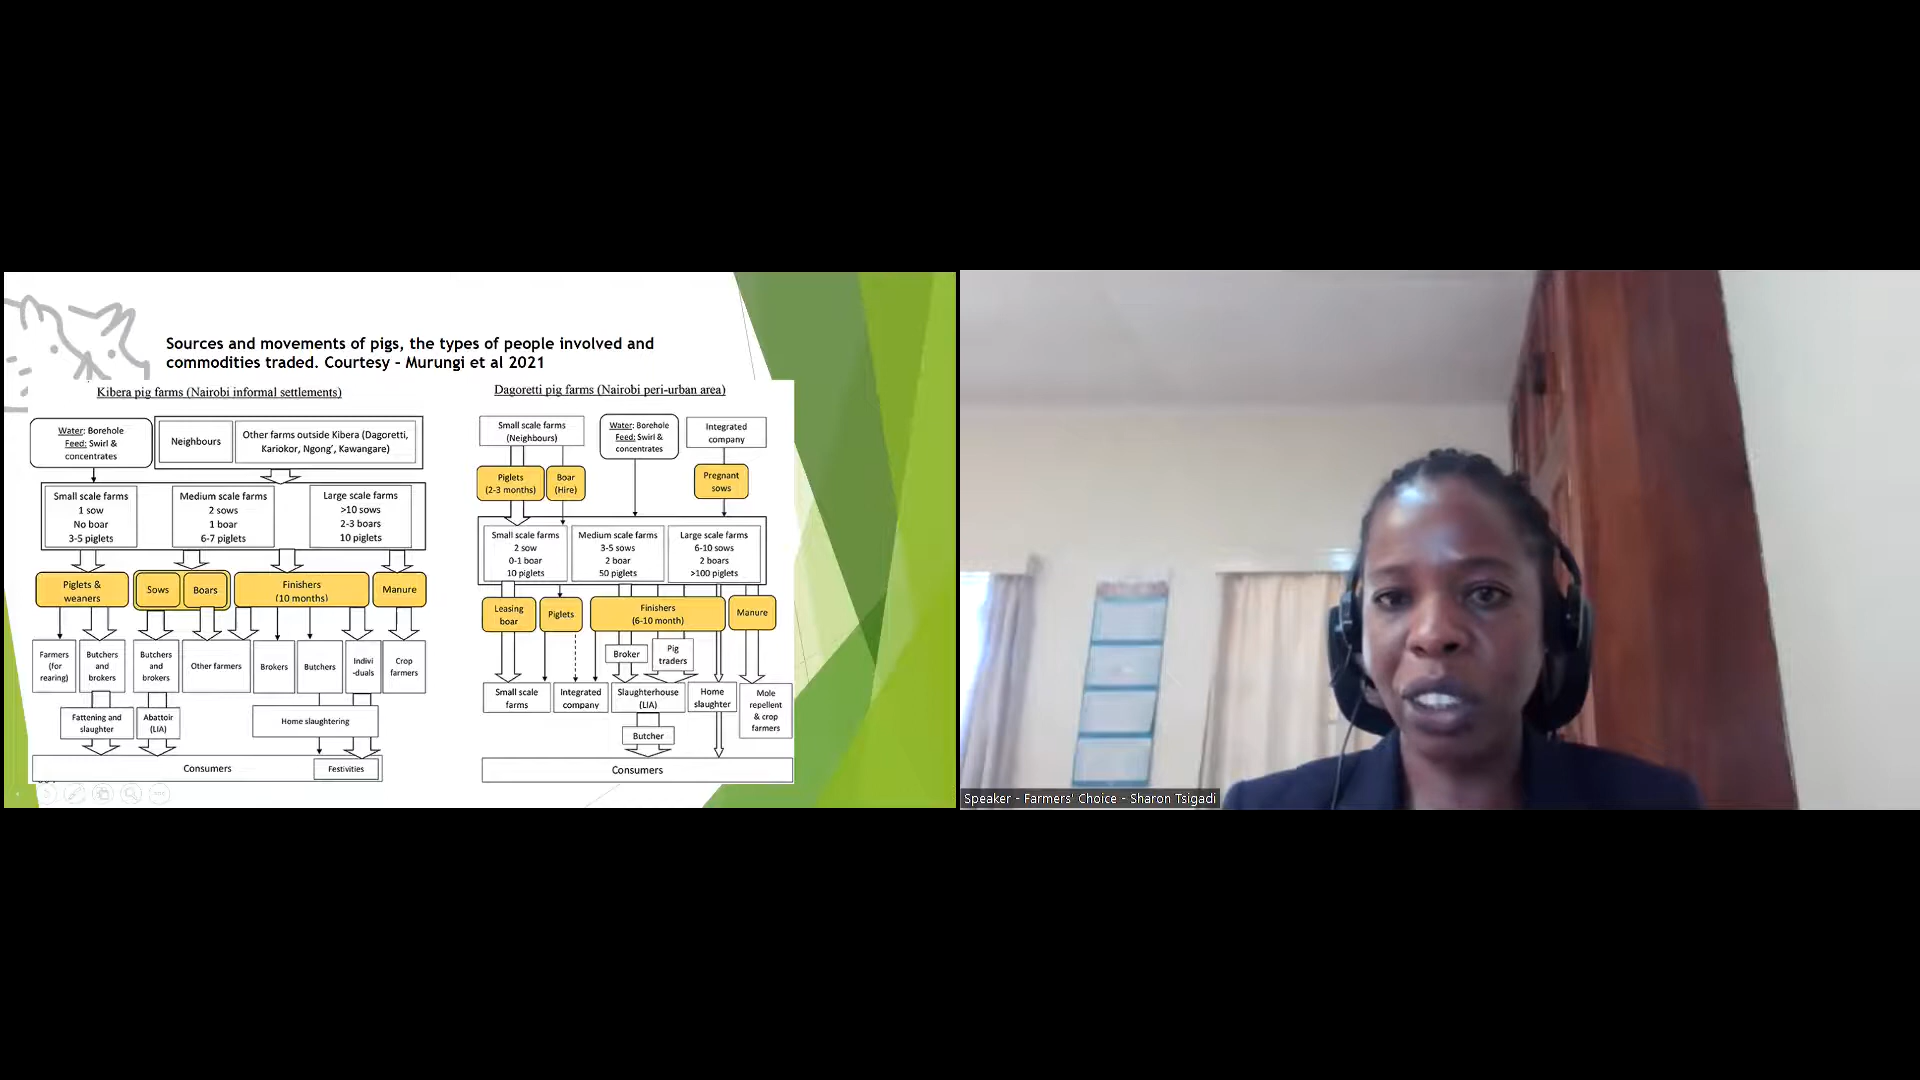 Sources and movements of pigs, the types of people involved and
commodities traded. Courtesy – Murungi et al 2021
Kibera pig farms (Nairobi informal settlements)
Water: Borehole
Feed: Swirl &
concentrates
Neighbours
Other farms outside Kibera (Dagoretti,
Kariokor, Ngong', Kawangare)
Small scale farms
1 sow
No boar
3-5 piglets
Medium scale farms
2 sows
1 boar
6-7 piglets
Large scale farms
>10 sows
2-3 boars
10 piglets
Piglets &
weaners
Sows
Boars
Finishers
(10 months)
Manure
Farmers
(for
rearing)
Butchers
and
brokers
Butchers
and
brokers
Other farmers
Brokers
Butchers
Indivi
-duals
Crop
farmers
Fattening and
slaughter
Abattoir
(LIA)
Home slaughtering
Consumers
Festivities
Dagoretti pig farms (Nairobi peri-urban area)
Small scale farms
(Neighbours)
Water: Borehole
Feed: Swirl &
concentrates
Integrated
company
Piglets
(2-3 months)
Boar
(Hire)
Pregnant
sows
Small scale farms
2 sow
0-1 boar
10 piglets
Medium scale farms
3-5 sows
2 boar
50 piglets
Large scale farms
6-10 sows
2 boars
>100 piglets
Leasing
boar
Piglets
Finishers
(6-10 month)
Manure
Broker
Pig
traders
Small scale
farms
Integrated
company
Slaughterhouse
(LIA)
Home
slaughter
Mole
repellent
& crop
farmers
Butcher
Consumers
Speaker - Farmers' Choice - Sharon Tsigadi